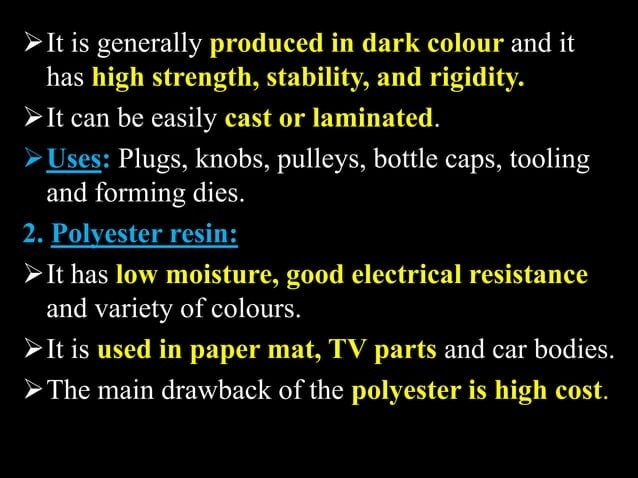 ➢It is generally produced in dark colour and it
has high strength, stability, and rigidity.
➢It can be easily cast or laminated.
➢Uses: Plugs, knobs, pulleys, bottle caps, tooling
and forming dies.
2. Polyester resin:
➢It has low moisture, good electrical resistance
and variety of colours.
➢It is used in paper mat, TV parts and car bodies.
➢The main drawback of the polyester is high cost.